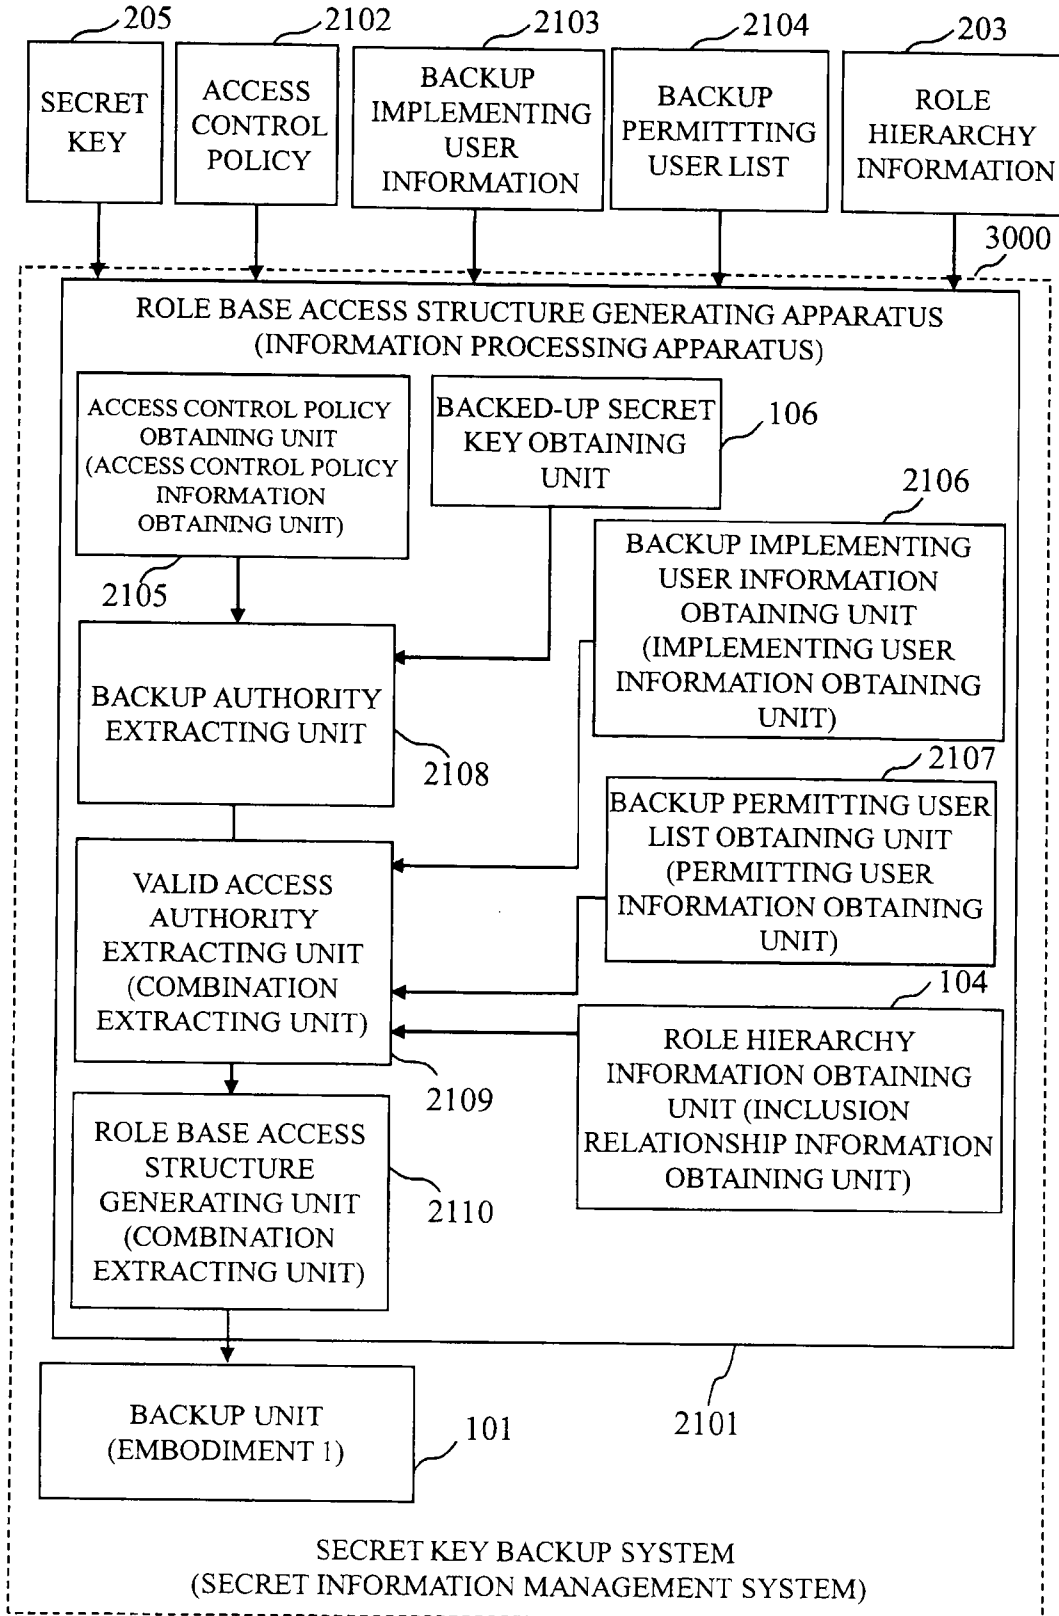 205
2102
2103
2104
203
SECRET
KEY
ACCESS
CONTROL
POLICY
BACKUP
IMPLEMENTING
USER
INFORMATION
BACKUP
PERMITTTING
USER LIST
ROLE
HIERARCHY
INFORMATION
3000
ROLE BASE ACCESS STRUCTURE GENERATING APPARATUS
(INFORMATION PROCESSING APPARATUS)
ACCESS CONTROL POLICY
OBTAINING UNIT
(ACCESS CONTROL POLICY
INFORMATION
OBTAINING UNIT)
2105
BACKED-UP SECRET
KEY OBTAINING
UNIT
106
2106
BACKUP IMPLEMENTING
USER INFORMATION
OBTAINING UNIT
(IMPLEMENTING USER
INFORMATION OBTAINING
UNIT)
BACKUP AUTHORITY
EXTRACTING UNIT
2108
2107
BACKUP PERMITTING USER
LIST OBTAINING UNIT
(PERMITTING USER
INFORMATION OBTAINING
UNIT)
VALID ACCESS
AUTHORITY
EXTRACTING UNIT
(COMBINATION
EXTRACTING UNIT)
2109
104
ROLE HIERARCHY
INFORMATION OBTAINING
UNIT (INCLUSION
RELATIONSHIP INFORMATION
OBTAINING UNIT)
ROLE BASE ACCESS
STRUCTURE
GENERATING UNIT
(COMBINATION
EXTRACTING UNIT)
2110
2101
BACKUP UNIT
(EMBODIMENT 1)
101
SECRET KEY BACKUP SYSTEM
(SECRET INFORMATION MANAGEMENT SYSTEM)